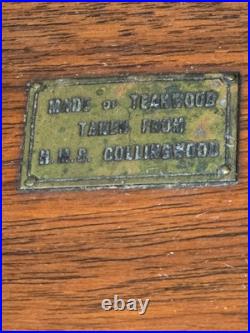 MADE OF TEAKWOOD
TAKEN FROM
H.M.S. COLLINGWOOD